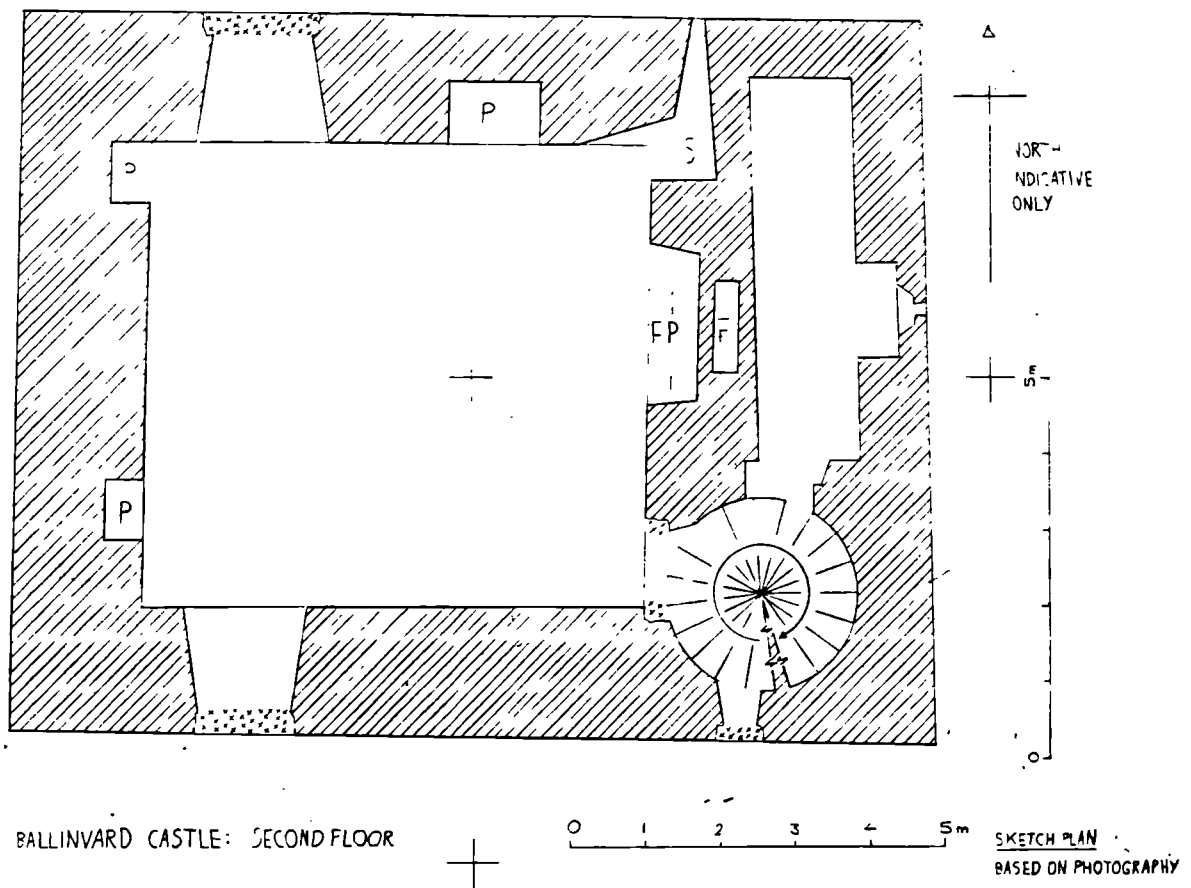 P
P
S
NORTH
INDICATIVE
ONLY
FP
F
5m
P
0
BALLINVARD CASTLE: SECOND FLOOR
0 1 2 3 4 5m
SKETCH PLAN
BASED ON PHOTOGRAPHY